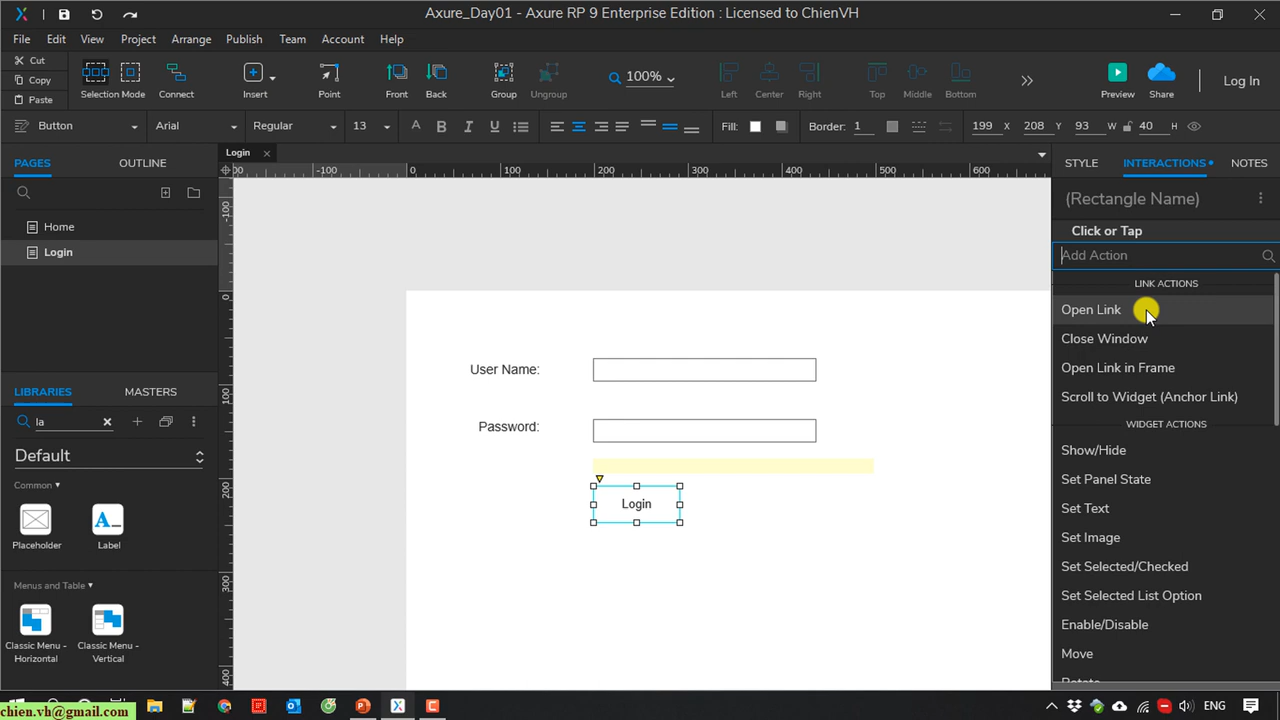 Axure_Day01 - Axure RP 9 Enterprise Edition : Licensed to ChienVH
File Edit View Project Arrange Publish Team Account Help
Cut
Copy
Paste
Selection Mode Connect Insert Point Front Back Group Ungroup 100% Left Center Right Top Middle Bottom Preview Share Log In
Button Arial Regular 13 Fill: Border: 1 199 X 208 Y 93 W 40 H
PAGES OUTLINE
Home
Login
LIBRARIES MASTERS
la
Default
Common
Placeholder Label
Menus and Table
Classic Menu - Horizontal
Classic Menu - Vertical
Login
-100 0 100 200 300 400 500 600
-100
0
100
200
300
400
User Name:
Password:
Login
STYLE INTERACTIONS NOTES
(Rectangle Name)
Click or Tap
Add Action
LINK ACTIONS
Open Link
Close Window
Open Link in Frame
Scroll to Widget (Anchor Link)
WIDGET ACTIONS
Show/Hide
Set Panel State
Set Text
Set Image
Set Selected/Checked
Set Selected List Option
Enable/Disable
Move
ENG
chien.vh@gmail.com